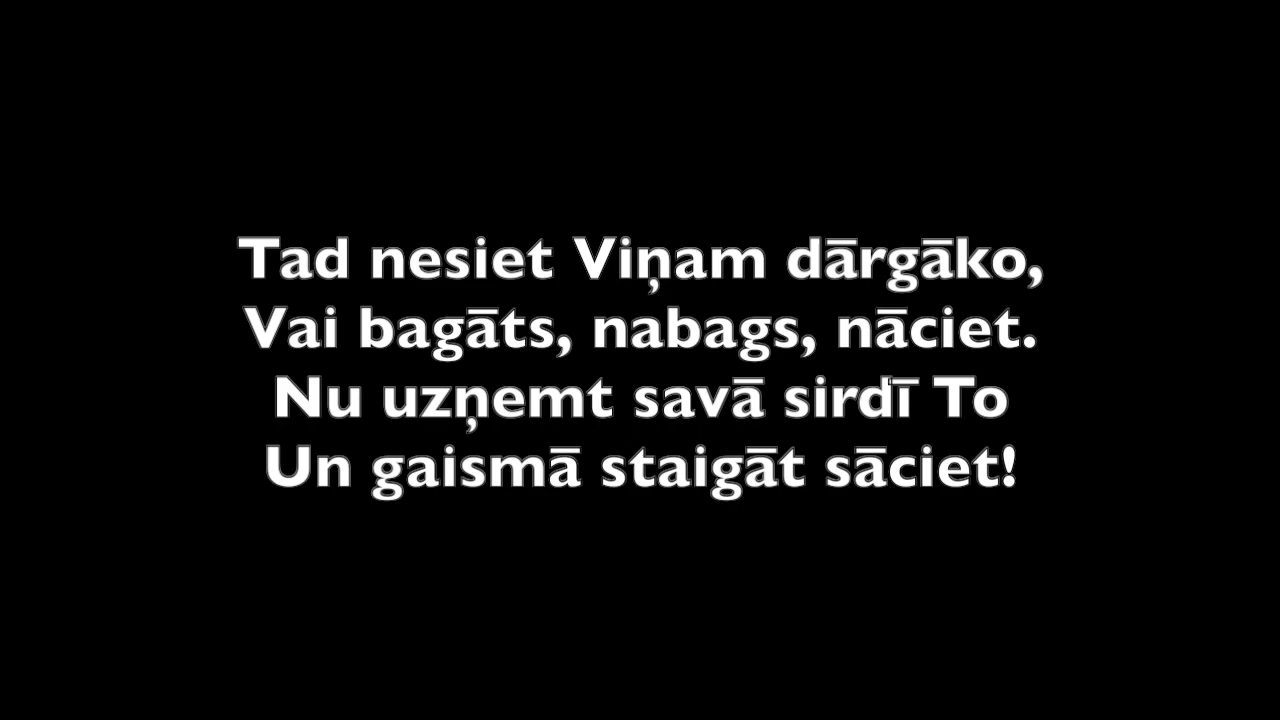 Tad nesiet Viņam dārgāko,
Vai bagāts, nabags, nāciet.
Nu uzņemt savā sirdī To
Un gaismā staigāt sāciet!